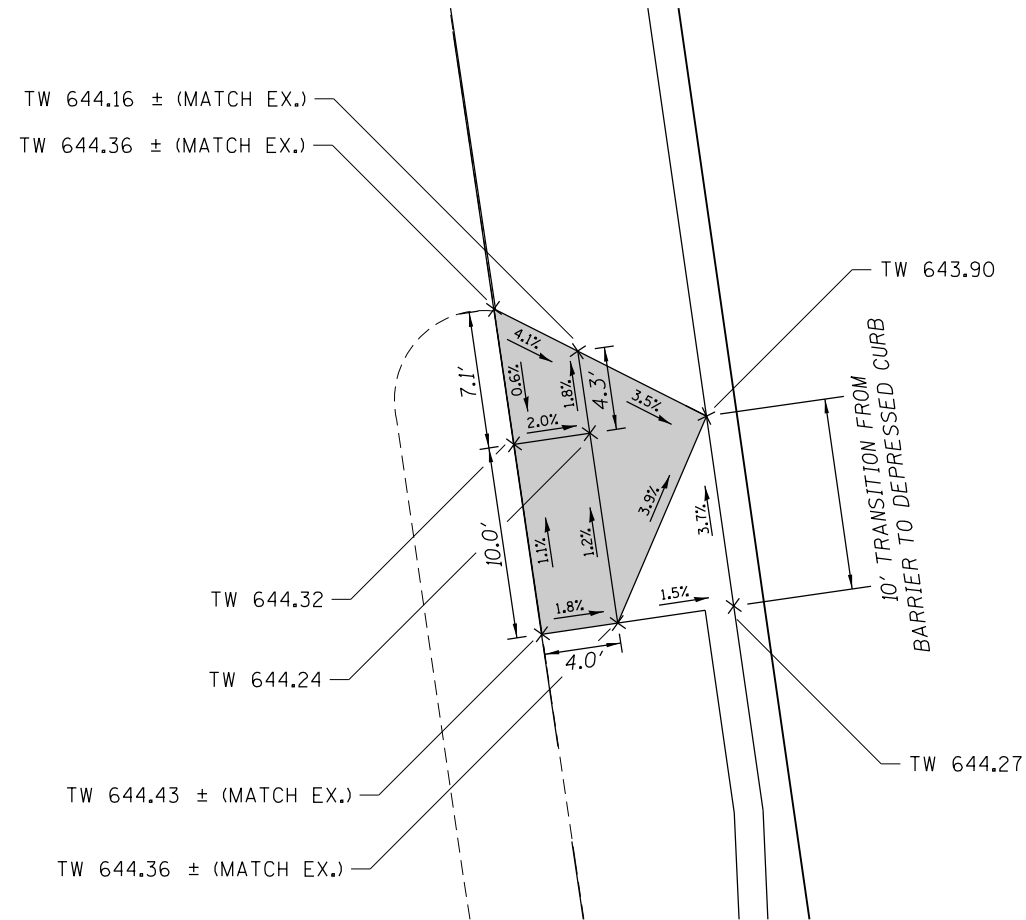 TW 644.16 ± (MATCH EX.)
TW 644.36 ± (MATCH EX.)
TW 643.90
4.1%
7.1'
0.6%
1.8%
4.3'
3.5%
2.0%
10' TRANSITION FROM
BARRIER TO DEPRESSED CURB
3.9%
3.7%
10.0'
1.1%
1.2%
TW 644.32
1.8%
1.5%
4.0'
TW 644.24
TW 644.27
TW 644.43 ± (MATCH EX.)
TW 644.36 ± (MATCH EX.)